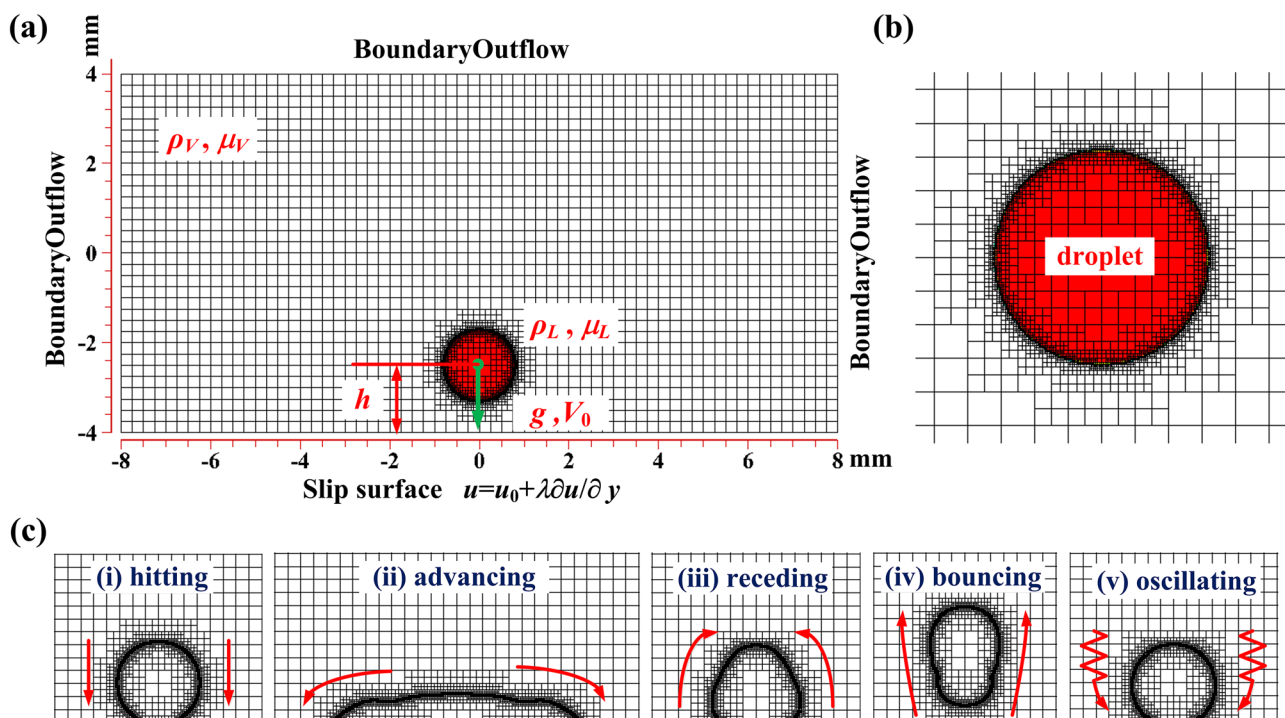 (a)
mm
BoundaryOutflow
(b)
4
2
0
-2
-4
BoundaryOutflow
ρV , μV
ρL , μL
h
g ,V0
BoundaryOutflow
droplet
-8 -6 -4 -2 0 2 4 6 8 mm
Slip surface u=u0+λ∂u/∂ y
(c)
(i) hitting
(ii) advancing
(iii) receding
(iv) bouncing
(v) oscillating